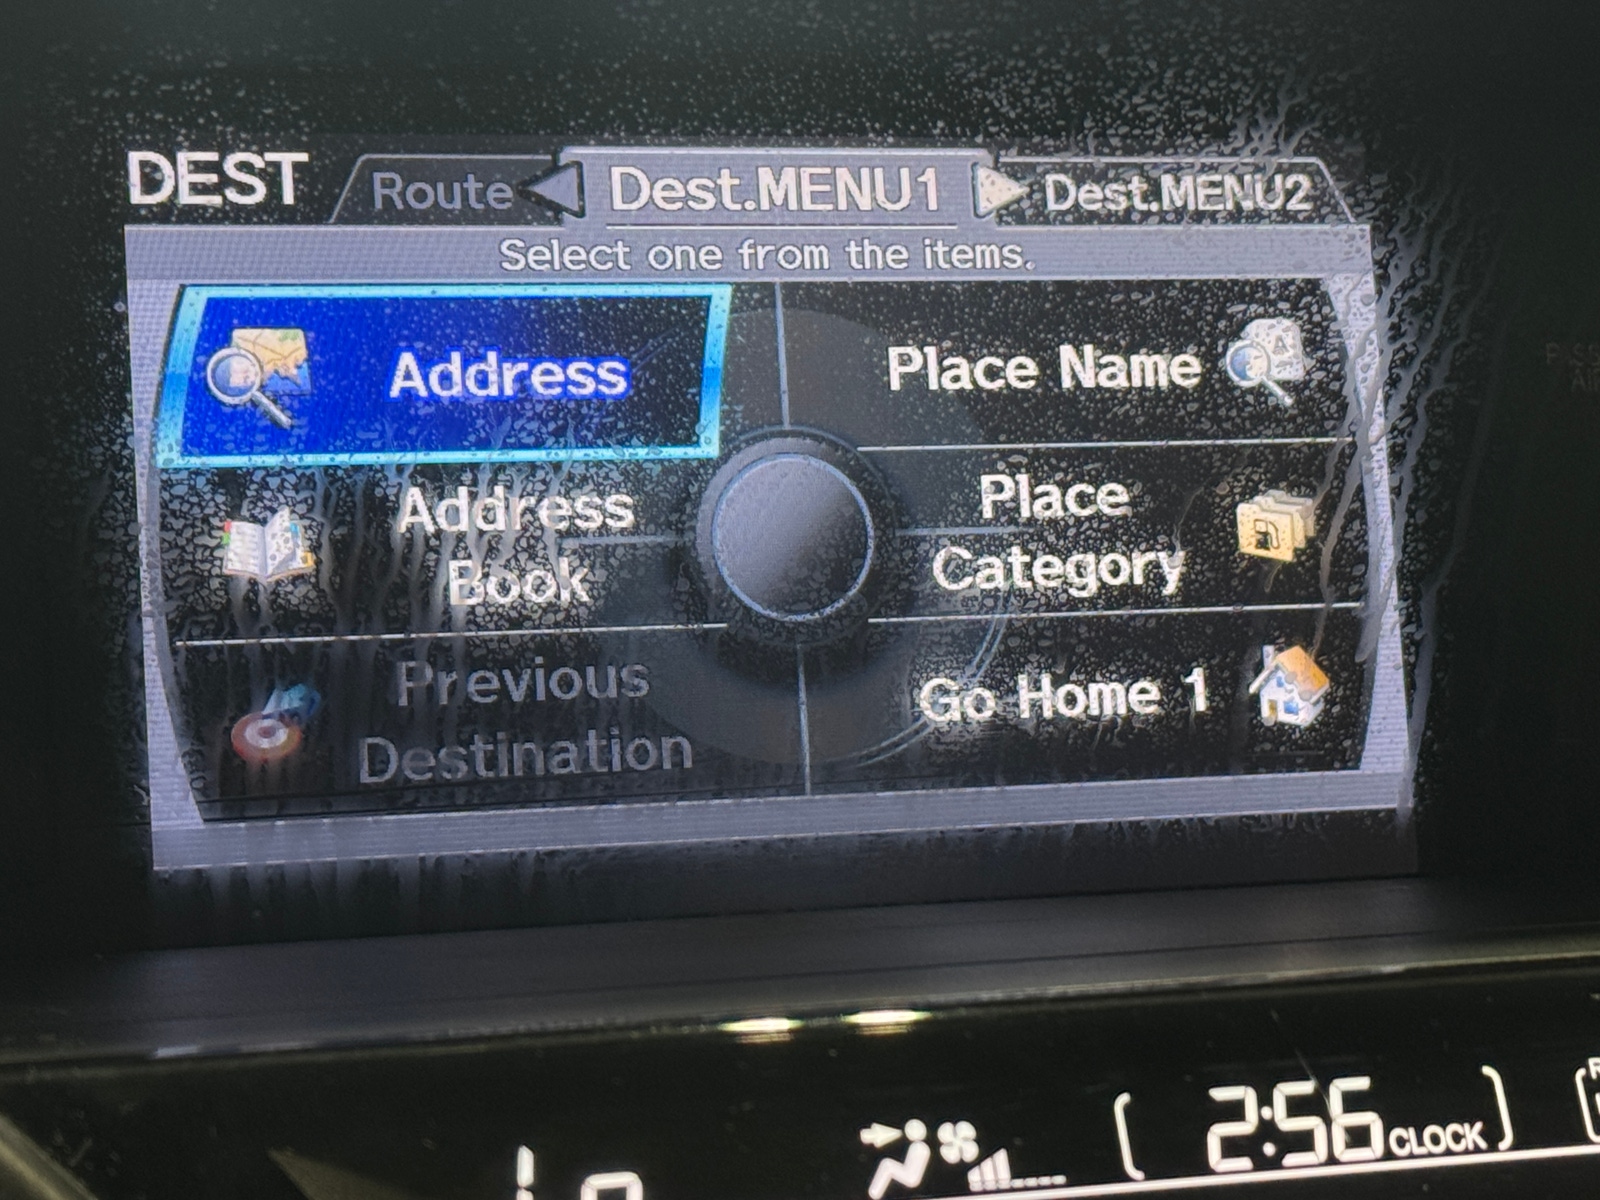 DEST
Route
Dest.MENU1
Dest.MENU2
Select one from the items.
Address
Place Name
Address
Book
Place
Category
Previous
Destination
Go Home 1
2:56 CLOCK